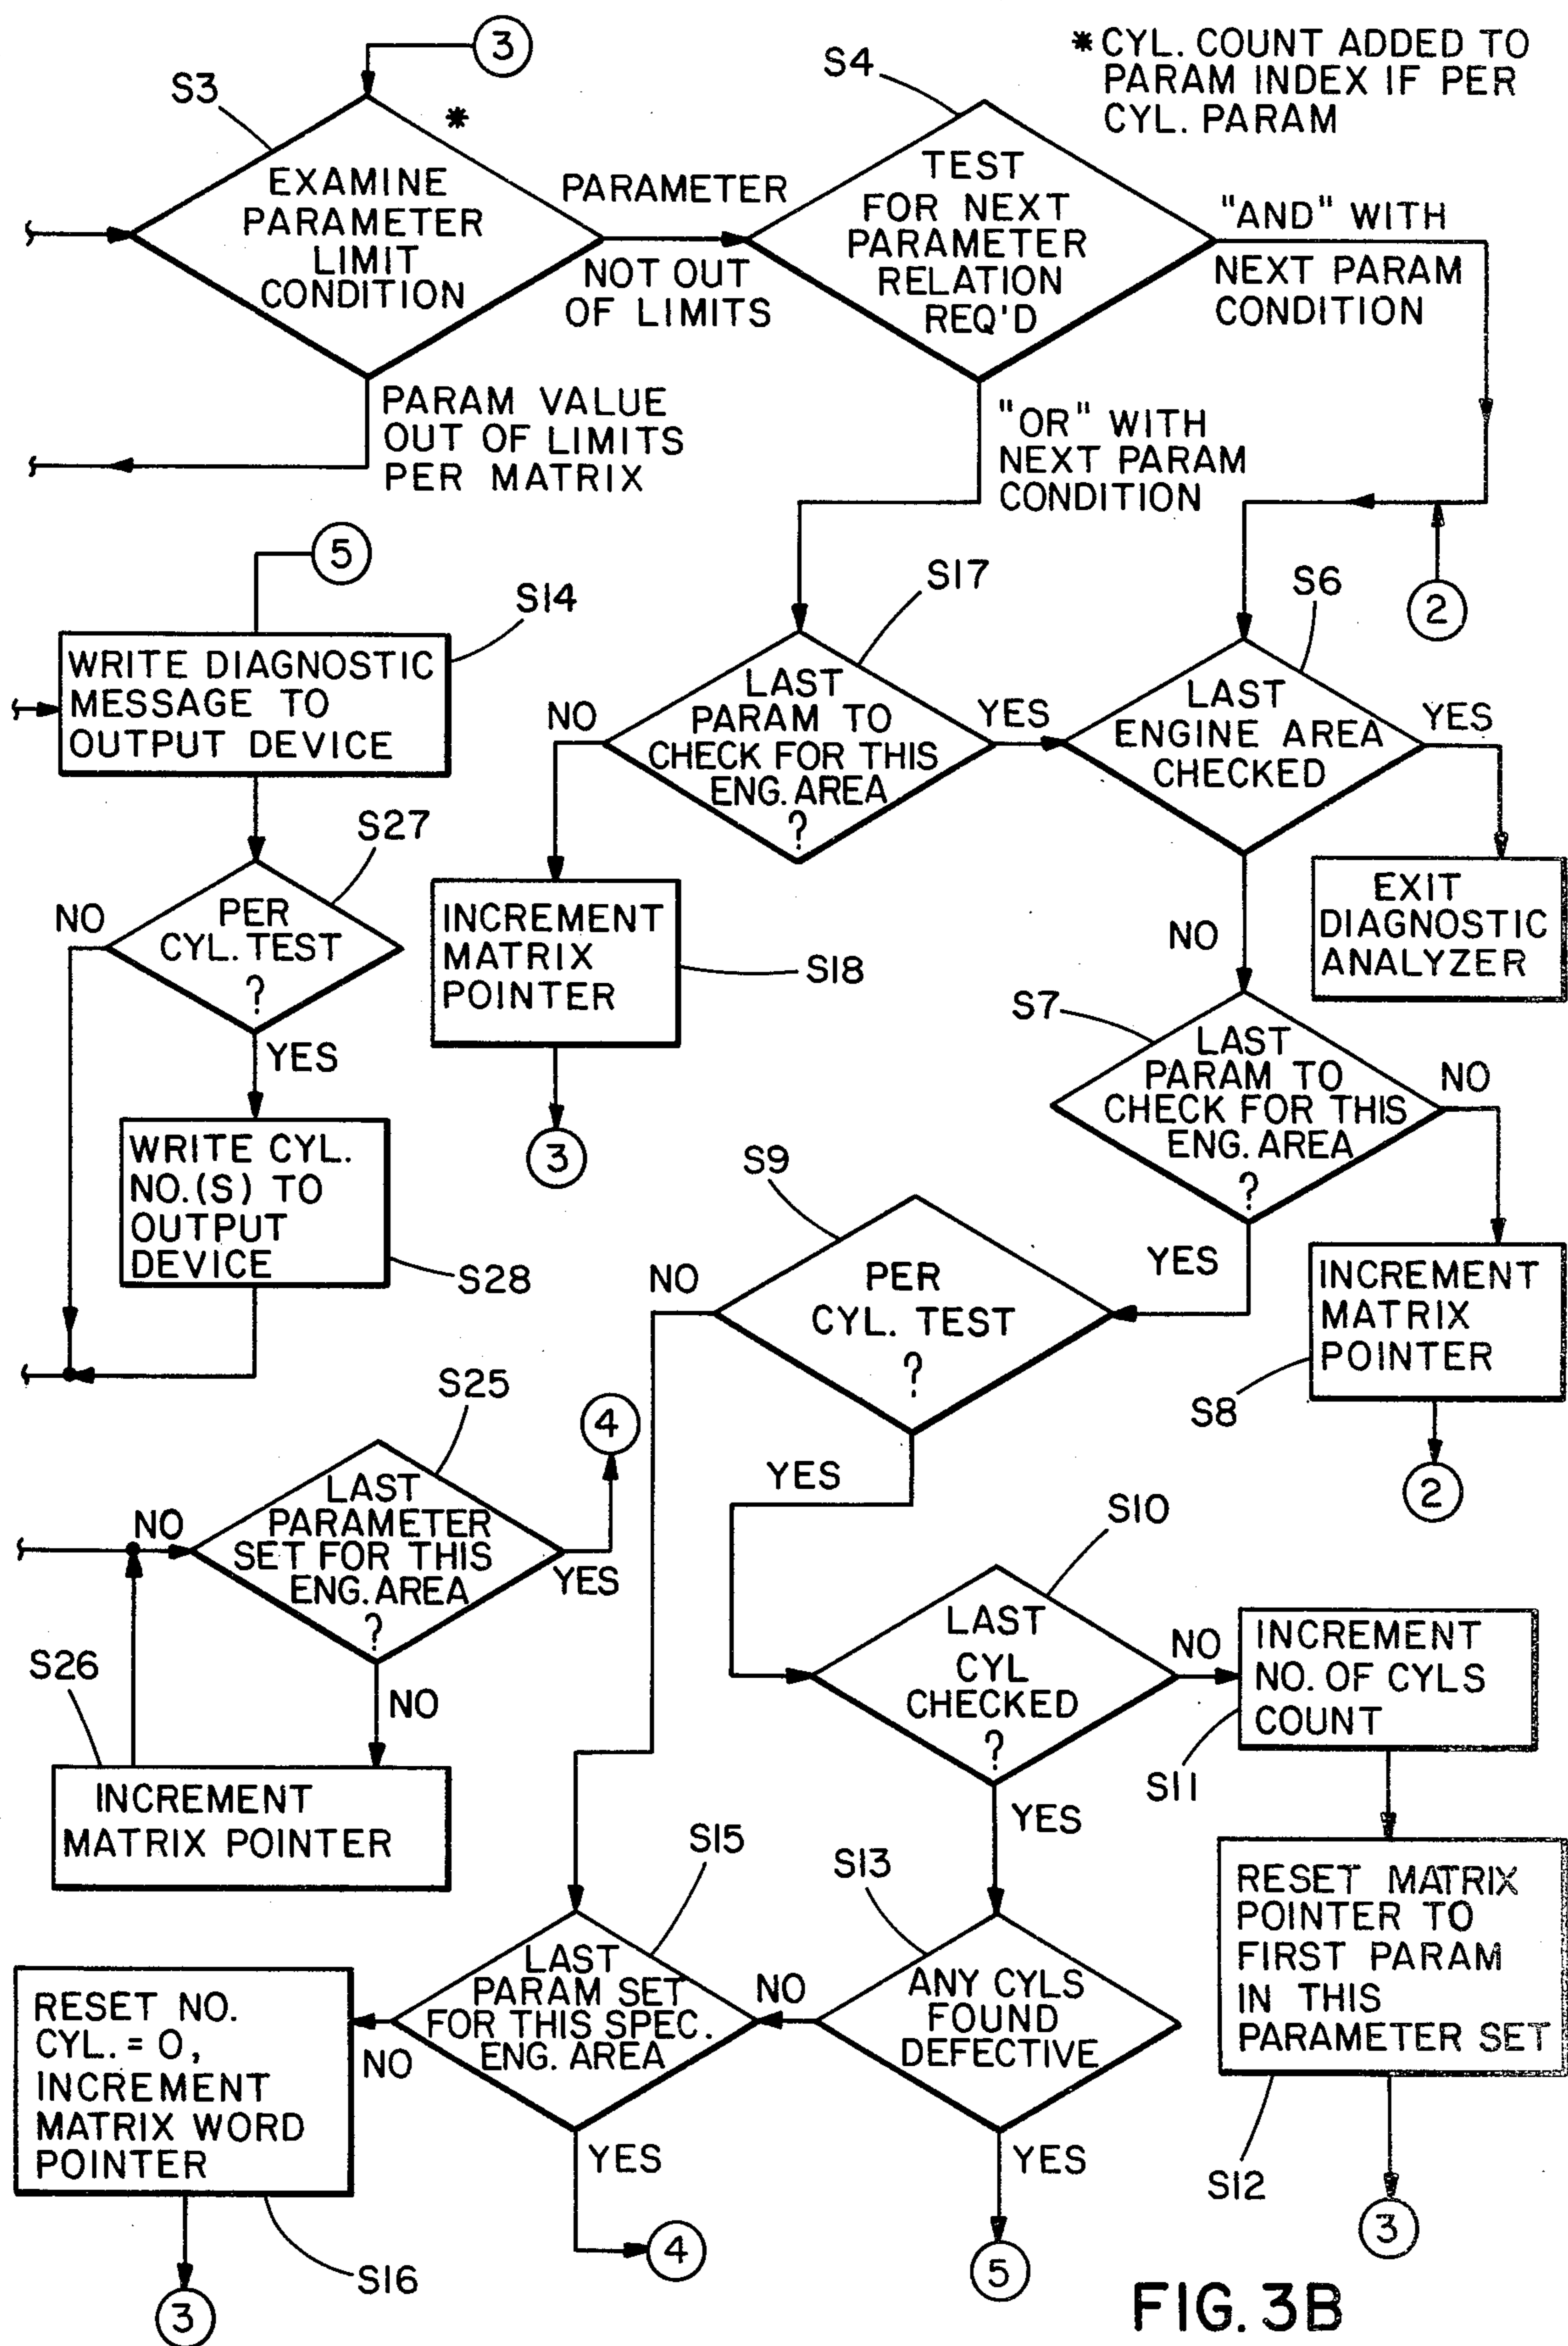 3
* CYL. COUNT ADDED TO
PARAM INDEX IF PER
CYL. PARAM
S3
*
S4
EXAMINE
PARAMETER
LIMIT
CONDITION
PARAMETER
NOT OUT
OF LIMITS
TEST
FOR NEXT
PARAMETER
RELATION
REQ'D
"AND" WITH
NEXT PARAM
CONDITION
PARAM VALUE
OUT OF LIMITS
PER MATRIX
"OR" WITH
NEXT PARAM
CONDITION
5
S14
WRITE DIAGNOSTIC
MESSAGE TO
OUTPUT DEVICE
S17
S6
2
NO
LAST
PARAM TO
CHECK FOR THIS
ENG. AREA
?
YES
LAST
ENGINE AREA
CHECKED
YES
S27
NO
PER
CYL. TEST
?
YES
INCREMENT
MATRIX
POINTER
S18
3
NO
EXIT
DIAGNOSTIC
ANALYZER
S7
LAST
PARAM TO
CHECK FOR THIS
ENG. AREA
?
NO
YES
WRITE CYL.
NO.(S) TO
OUTPUT
DEVICE
S28
S9
NO
PER
CYL. TEST
?
YES
INCREMENT
MATRIX
POINTER
S8
2
S25
4
NO
LAST
PARAMETER
SET FOR THIS
ENG. AREA
?
YES
NO
S26
INCREMENT
MATRIX POINTER
S10
LAST
CYL
CHECKED
?
NO
YES
INCREMENT
NO. OF CYLS
COUNT
S11
S15
S13
RESET MATRIX
POINTER TO
FIRST PARAM
IN THIS
PARAMETER SET
S12
3
RESET NO.
CYL. = 0,
INCREMENT
MATRIX WORD
POINTER
S16
3
NO
LAST
PARAM SET
FOR THIS SPEC.
ENG. AREA
YES
4
NO
ANY CYLS
FOUND
DEFECTIVE
YES
5
FIG. 3B